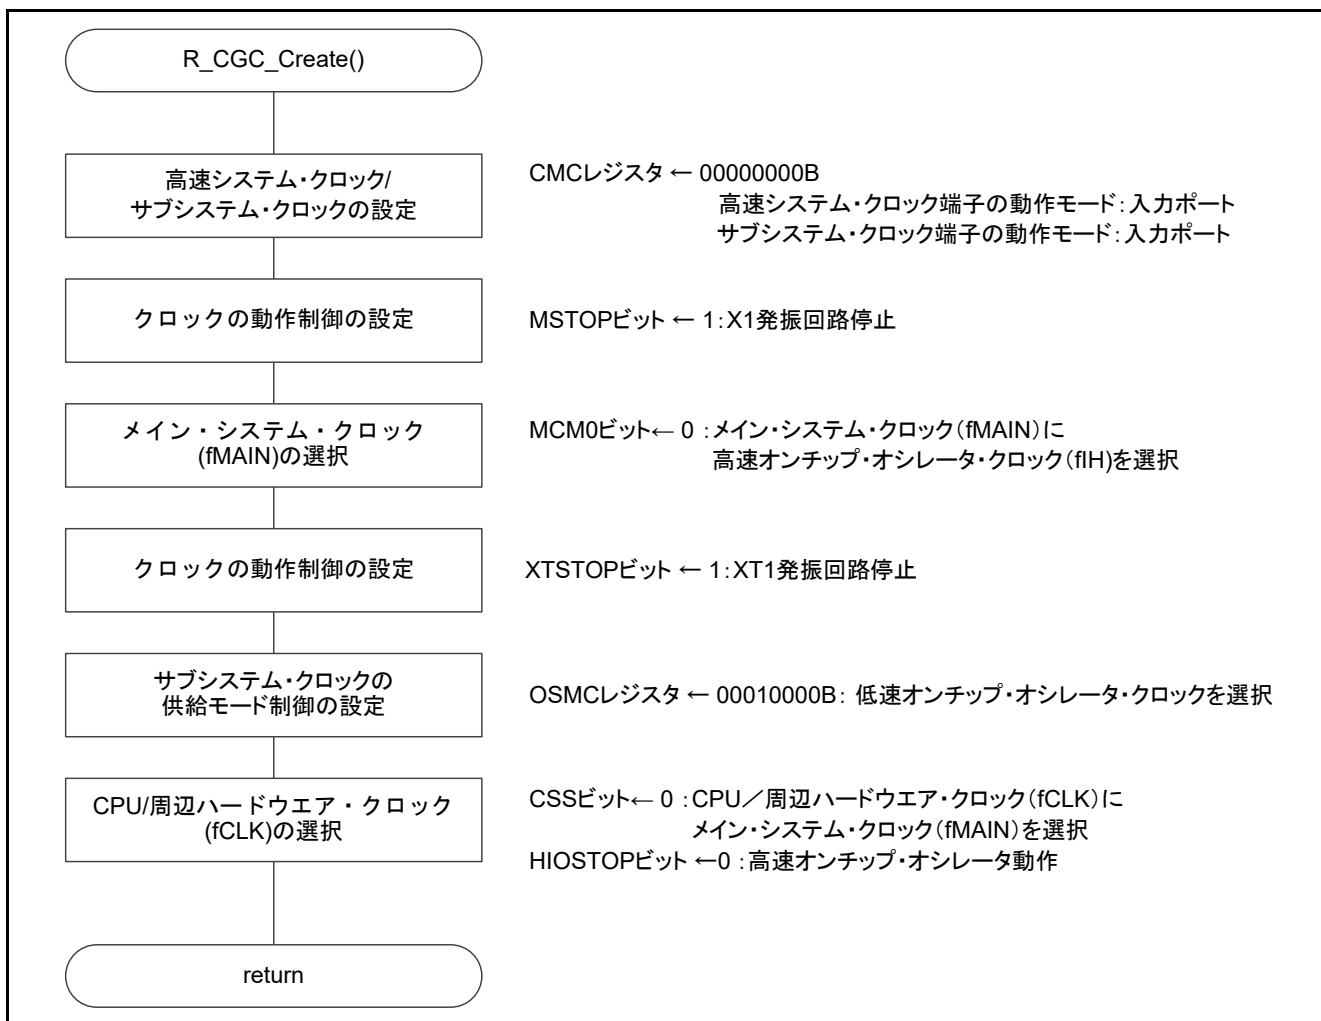 R_CGC_Create()
高速システム・クロック/
サブシステム・クロックの設定
CMCレジスタ ← 00000000B
高速システム・クロック端子の動作モード:入力ポート
サブシステム・クロック端子の動作モード:入力ポート
クロックの動作制御の設定
MSTOPビット ← 1:X1発振回路停止
メイン・システム・クロック
(fMAIN)の選択
MCM0ビット← 0 :メイン・システム・クロック(fMAIN)に
高速オンチップ・オシレータ・クロック(fIH)を選択
クロックの動作制御の設定
XTSTOPビット ← 1:XT1発振回路停止
サブシステム・クロックの
供給モード制御の設定
OSMCレジスタ ← 00010000B: 低速オンチップ・オシレータ・クロックを選択
CPU/周辺ハードウエア・クロック
(fCLK)の選択
CSSビット← 0 :CPU/周辺ハードウエア・クロック(fCLK)に
メイン・システム・クロック(fMAIN)を選択
HIOSTOPビット ←0 :高速オンチップ・オシレータ動作
return